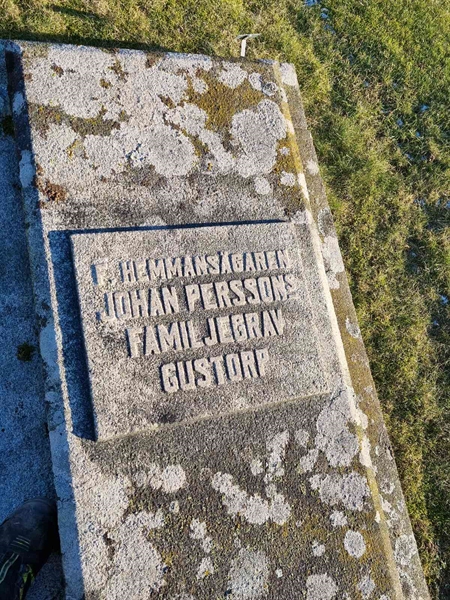 F. HEMMANSÄGAREN
JOHAN PERSSONS
FAMILJEGRAV
GUSTORP